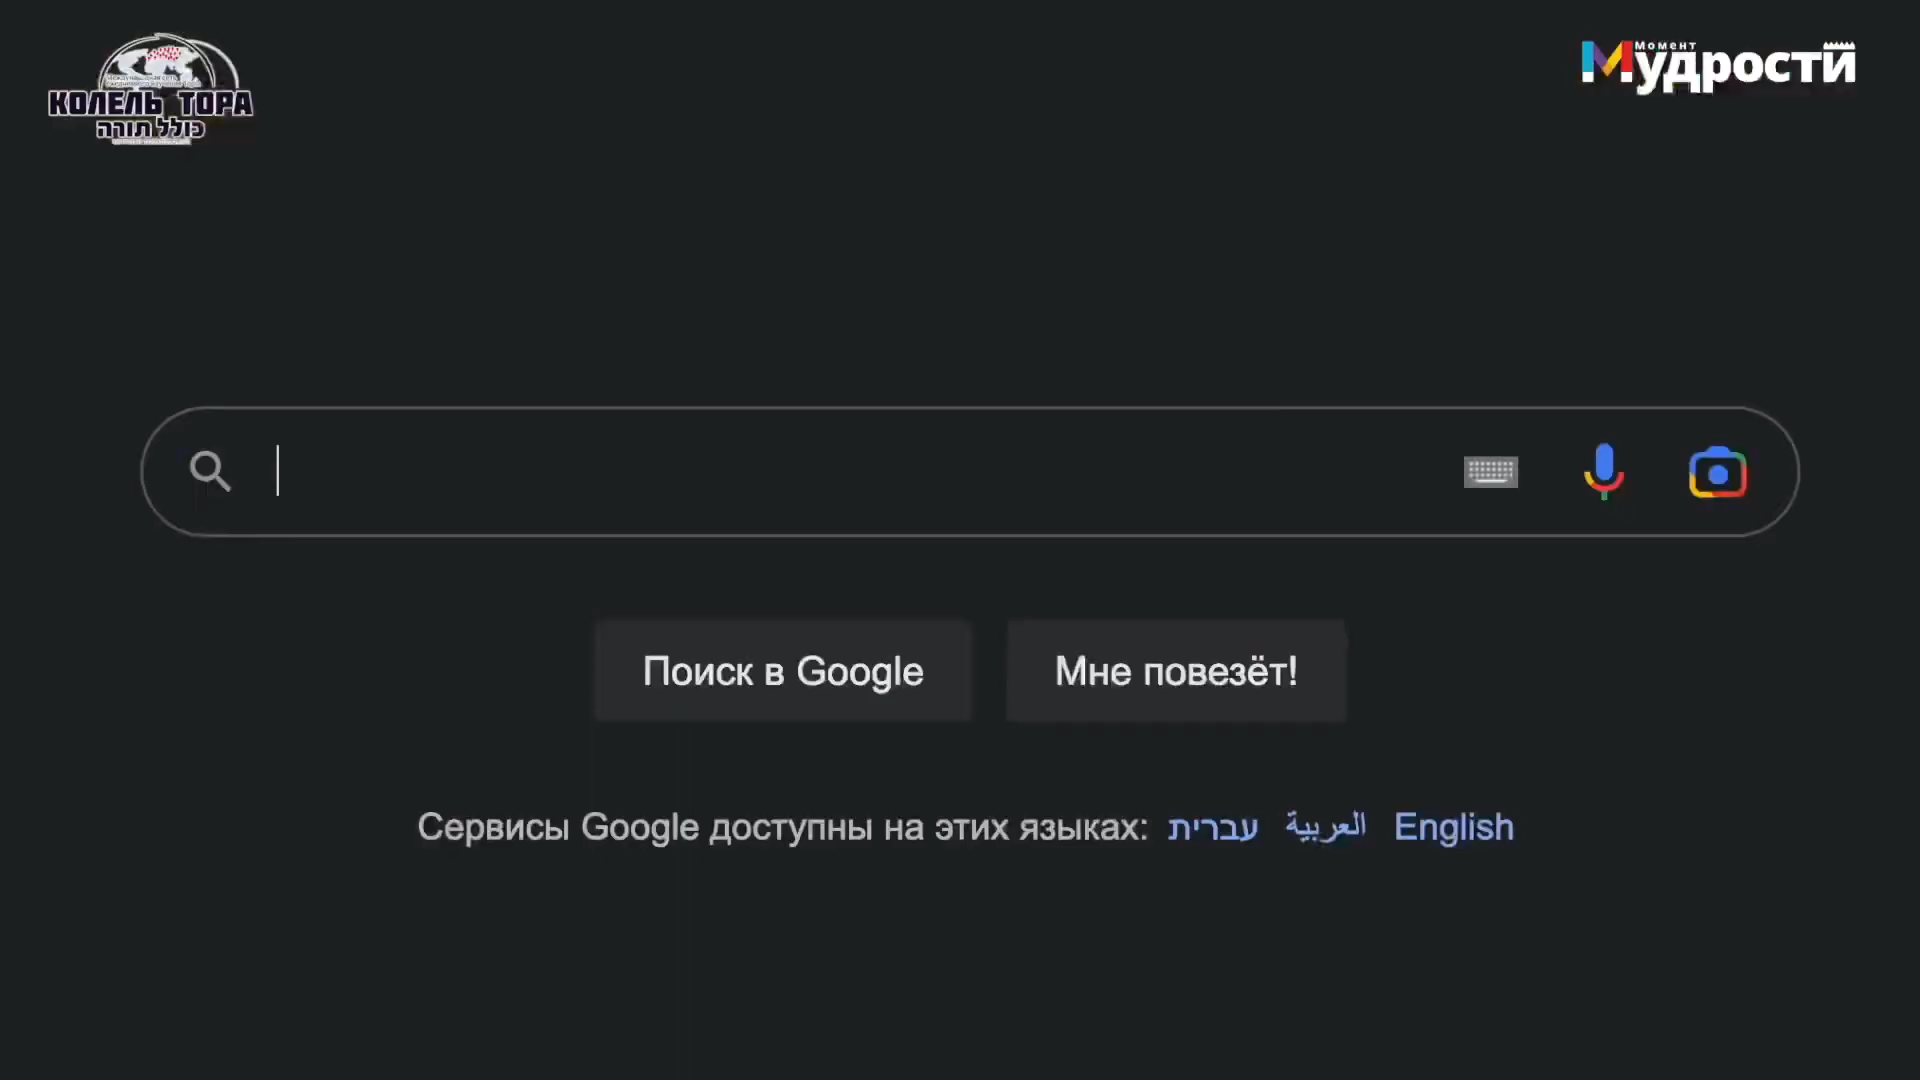 КОЛЕЛЬ ТОРА
כולל תורה
Момент
Мудрости
Поиск в Google
Мне повезёт!
Сервисы Google доступны на этих языках: עברית العربية English